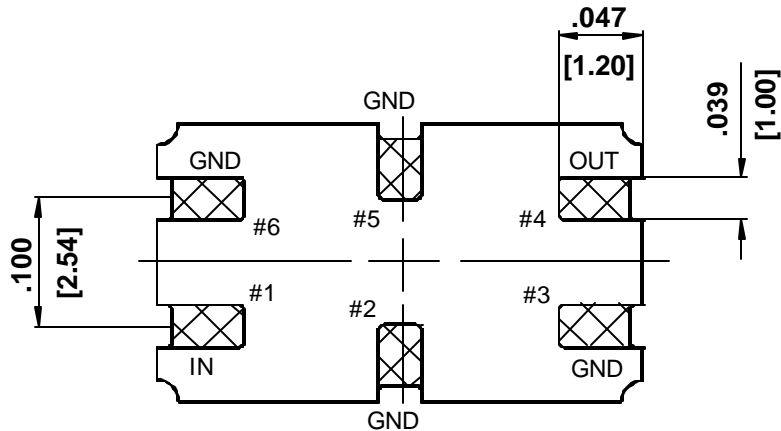 .047
[1.20]
.039
[1.00]
GND
GND
OUT
#6
#5
#4
.100
[2.54]
#1
#2
#3
IN
GND
GND